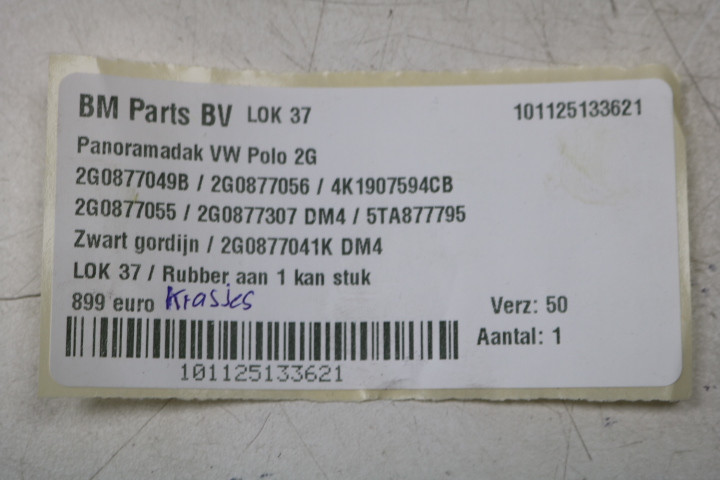 BM Parts BV LOK 37 101125133621
Panoramadak VW Polo 2G
2G0877049B / 2G0877056 / 4K1907594CB
2G0877055 / 2G0877307 DM4 / 5TA877795
Zwart gordijn / 2G0877041K DM4
LOK 37 / Rubber aan 1 kan stuk
899 euro Krasjes Verz: 50
Aantal: 1
101125133621